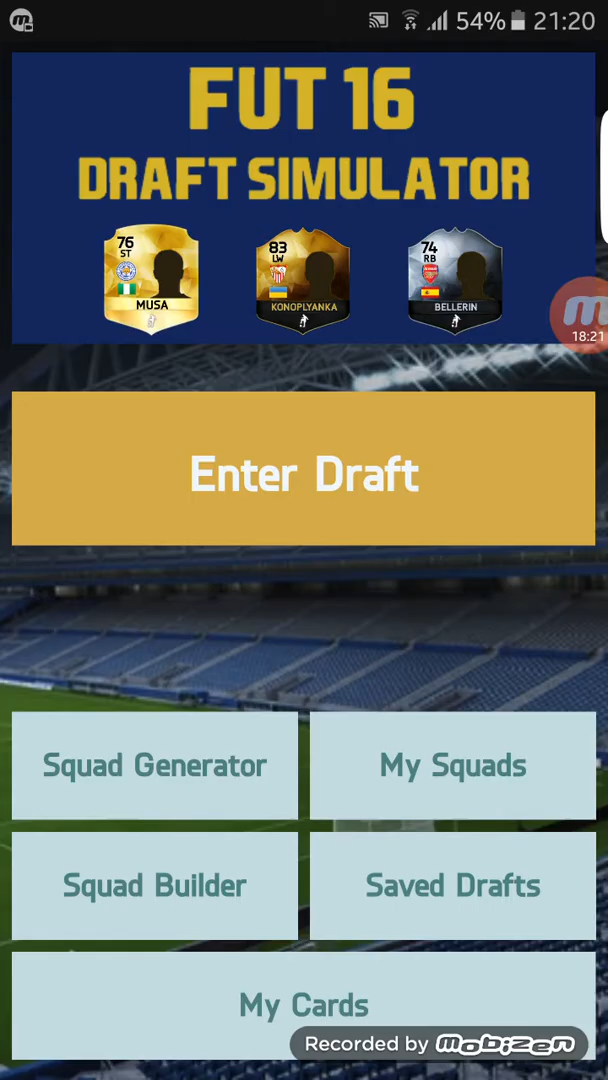 54% 21:20
FUT 16
DRAFT SIMULATOR
76
ST
MUSA
83
LW
KONOPLYANKA
74
RB
BELLERIN
18:21
Enter Draft
Squad Generator
My Squads
Squad Builder
Saved Drafts
My Cards
Recorded by mobizen